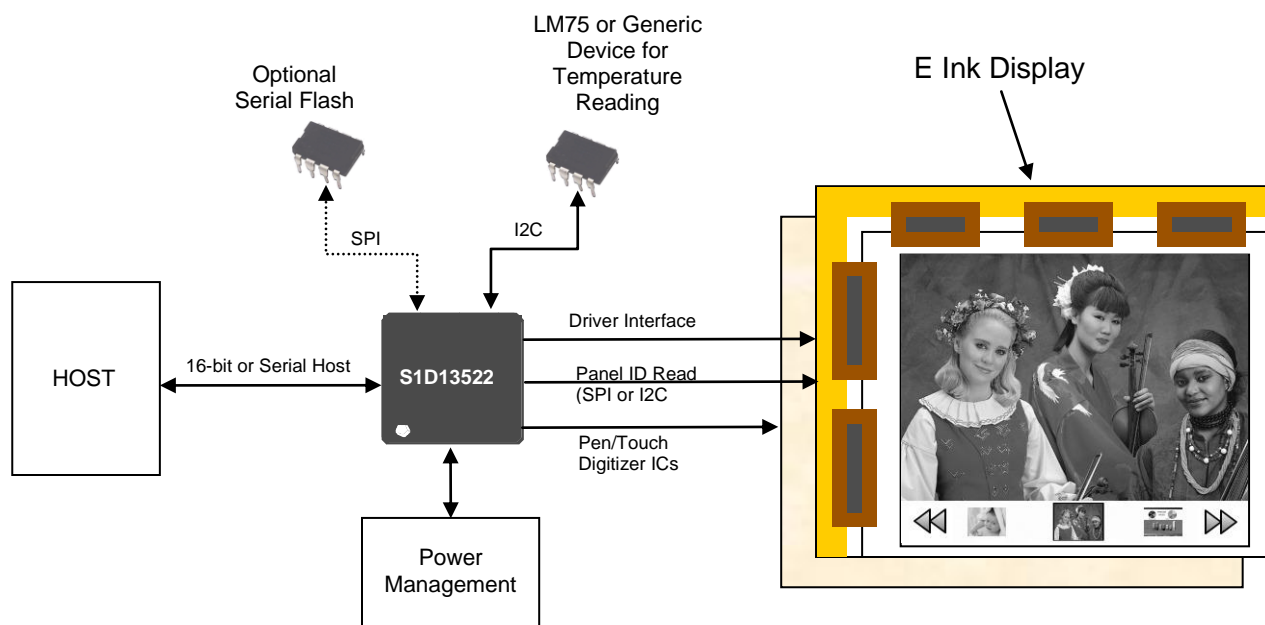 LM75 or Generic
Device for
Temperature
Reading
Optional
Serial Flash
E Ink Display
SPI
I2C
HOST
16-bit or Serial Host
S1D13522
Driver Interface
Panel ID Read
(SPI or I2C
Pen/Touch
Digitizer ICs
Power
Management